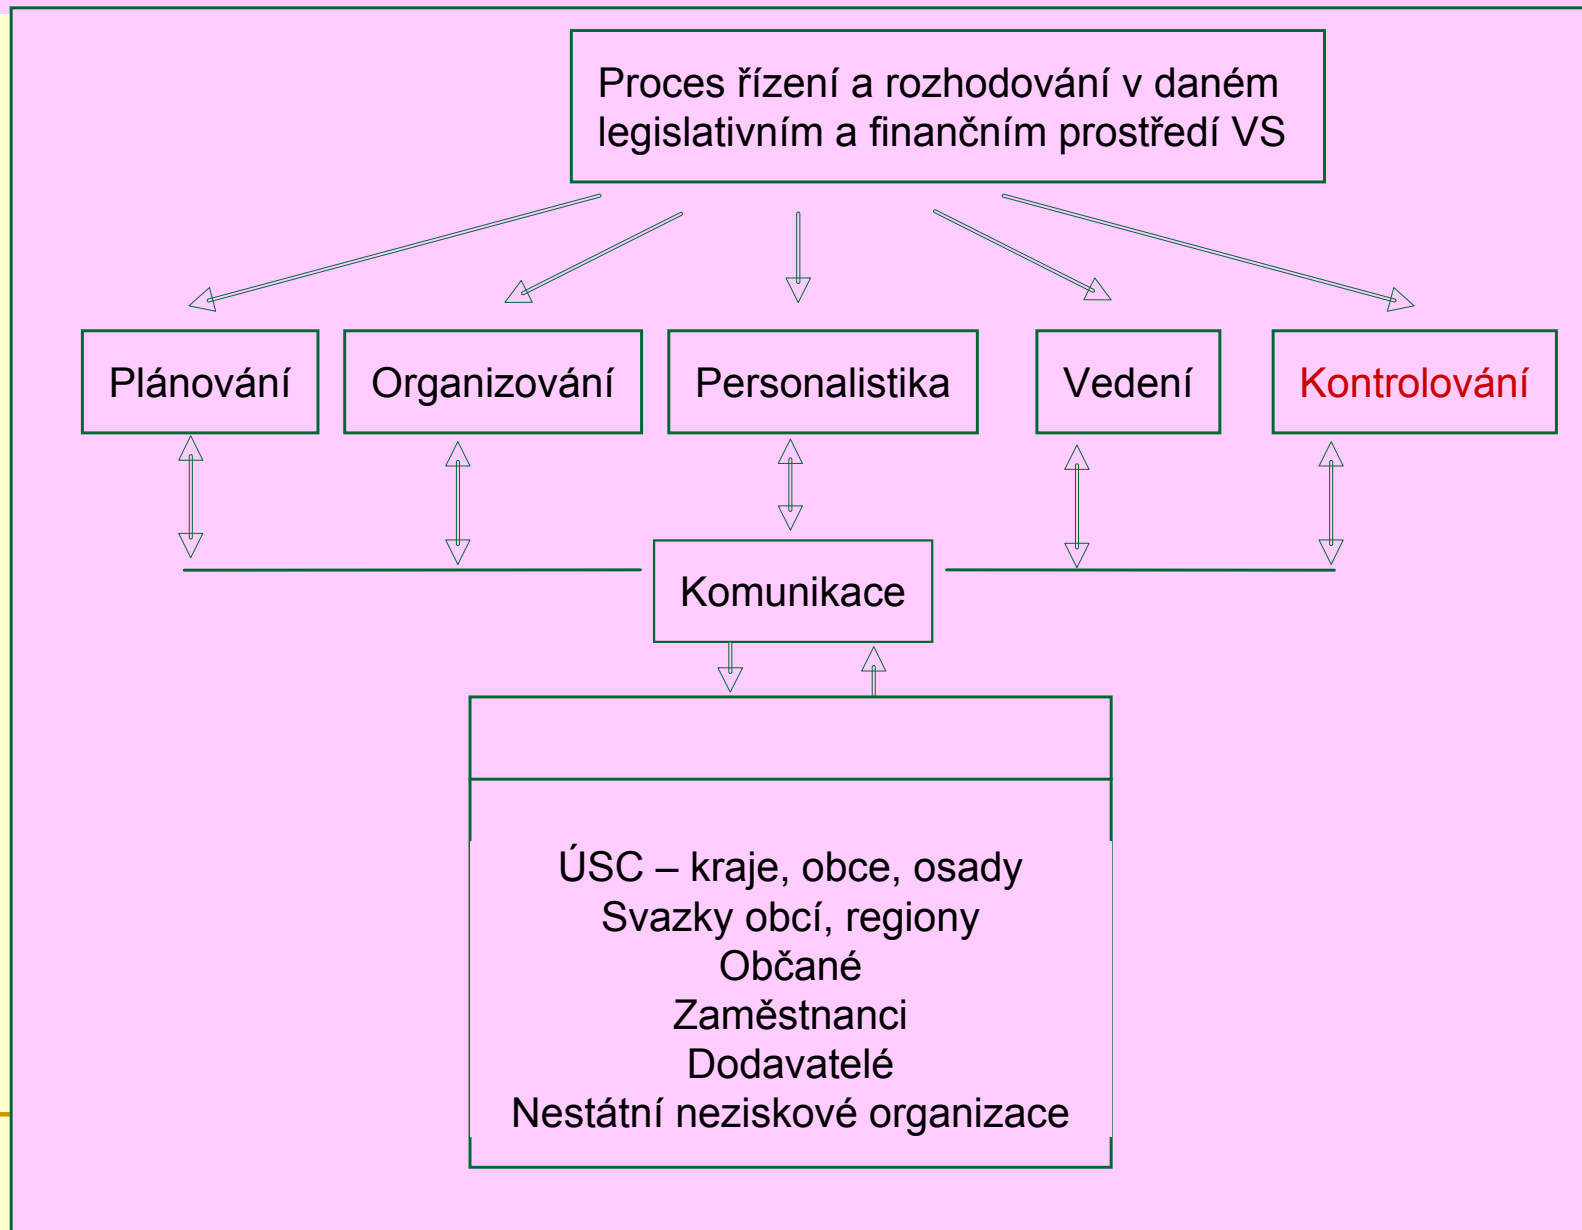 Proces řízení a rozhodování v daném
legislativním a finančním prostředí VS
Plánování
Organizování
Personalistika
Vedení
Kontrolování
Komunikace
ÚSC – kraje, obce, osady
Svazky obcí, regiony
Občané
Zaměstnanci
Dodavatelé
Nestátní neziskové organizace